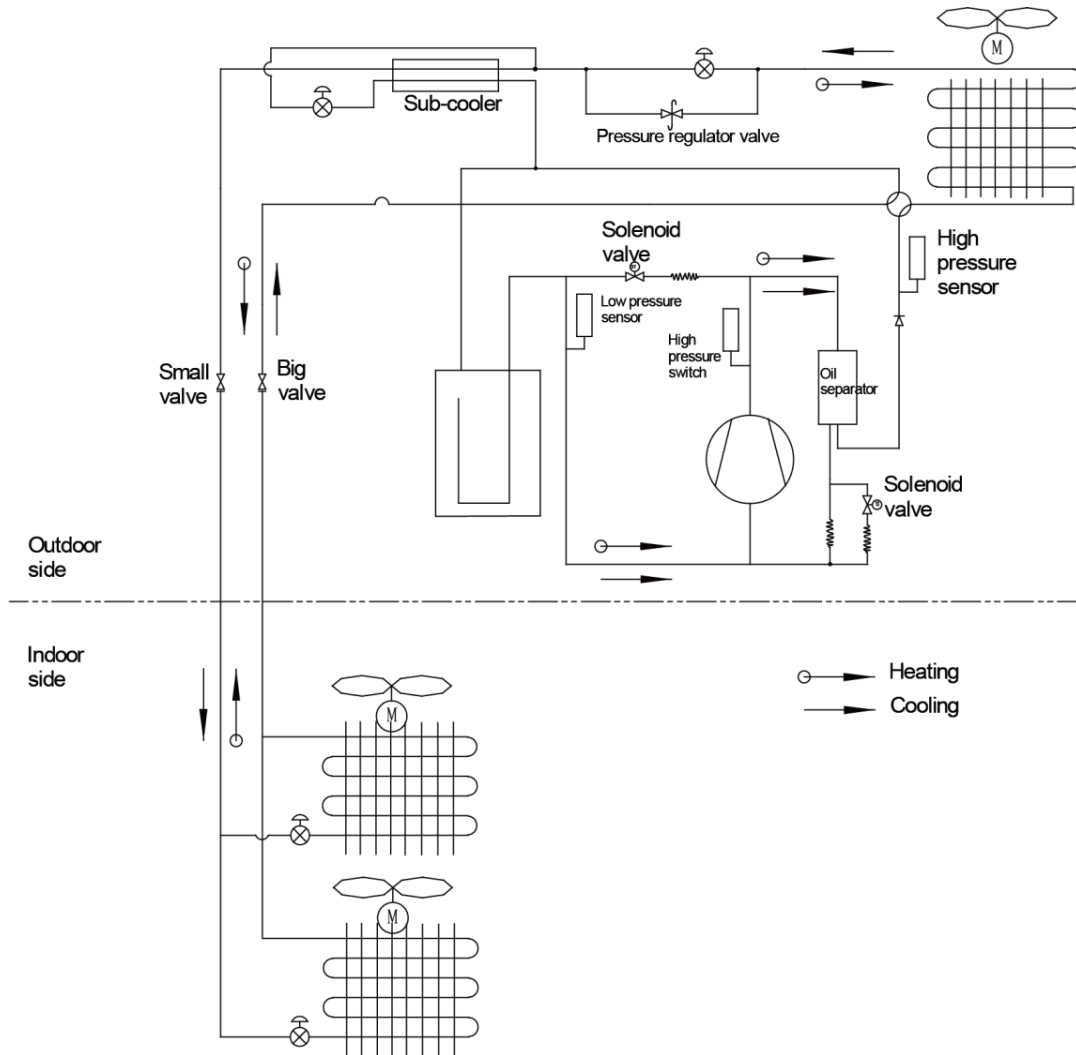 M
Sub-cooler
Pressure regulator valve
Solenoid
valve
High
pressure
sensor
Low pressure
sensor
High
pressure
switch
Oil
separator
Small
valve
Big
valve
Solenoid
valve
Outdoor
side
Indoor
side
Heating
Cooling
M
M